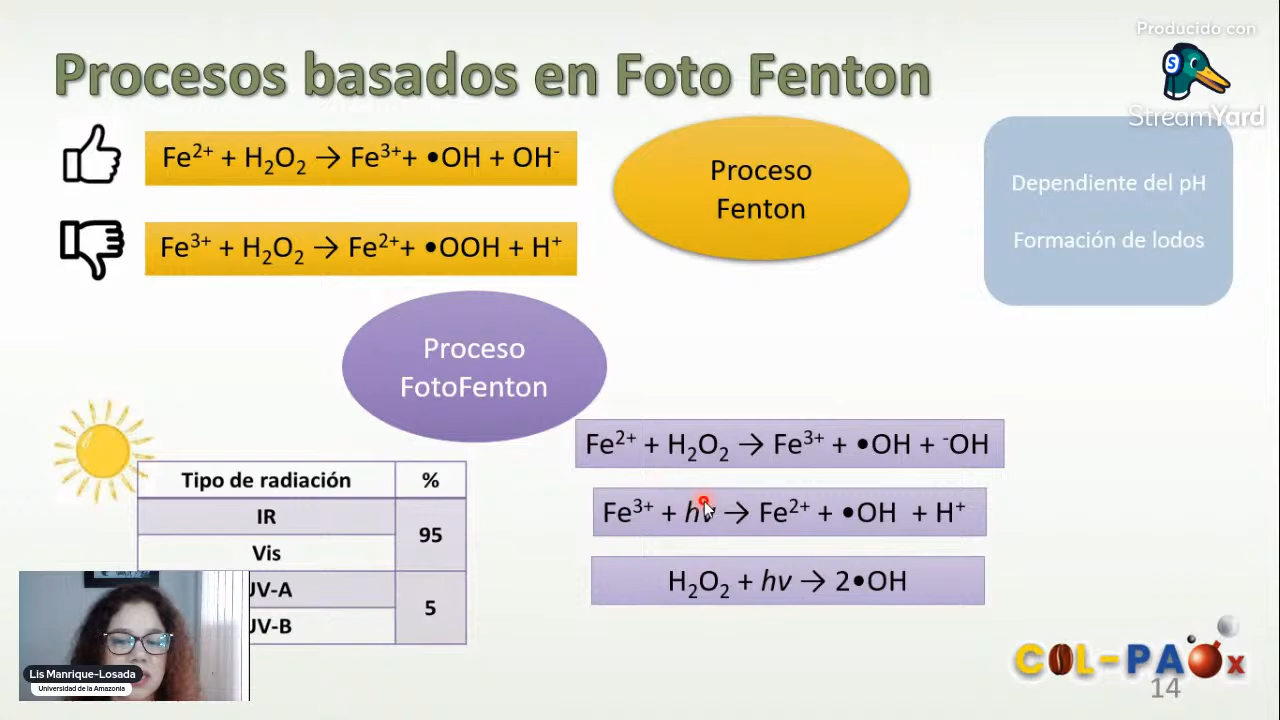 Producido con
StreamYard
Procesos basados en Foto Fenton
Fe²⁺ + H₂O₂ → Fe³⁺+ •OH + OH⁻
Proceso
Fenton
Dependiente del pH
Formación de lodos
Fe³⁺ + H₂O₂ → Fe²⁺+ •OOH + H⁺
Proceso
FotoFenton
Fe²⁺ + H₂O₂ → Fe³⁺ + •OH + ⁻OH
Fe³⁺ + hv → Fe²⁺ + •OH + H⁺
H₂O₂ + hv → 2•OH
Tipo de radiación %
IR
95
Vis
UV-A
5
UV-B
Lis Manrique-Losada
Universidad de la Amazonia
COL-PAOx
14